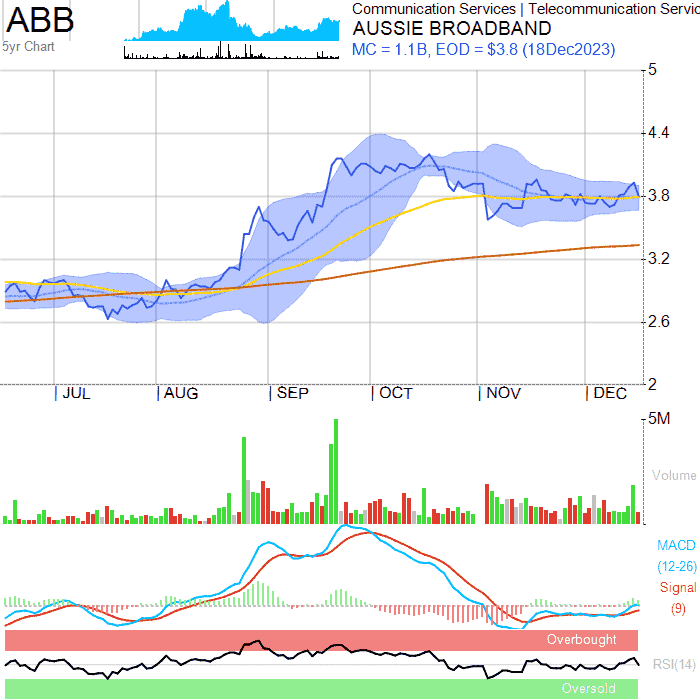 ABB
5yr Chart
Communication Services | Telecommunication Servic
AUSSIE BROADBAND
MC = 1.1B, EOD = $3.8 (18Dec2023)
5
4.4
3.8
3.2
2.6
2
| JUL | AUG | SEP | OCT | NOV | DEC
5M
Volume
MACD
(12-26)
Signal
(9)
Overbought
RSI(14)
Oversold